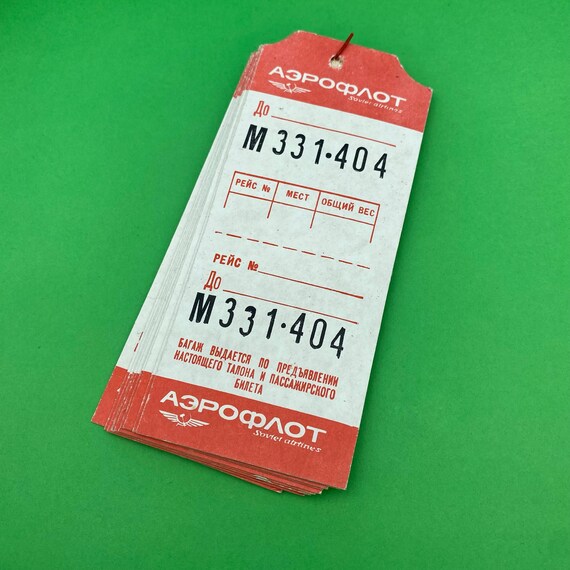 АЭРОФЛОТ
Soviet airlines
До
М331·404
РЕЙС № МЕСТ ОБЩИЙ ВЕС
РЕЙС №
До
М331·404
БАГАЖ ВЫДАЕТСЯ ПО ПРЕДЪЯВЛЕНИИ
НАСТОЯЩЕГО ТАЛОНА И ПАССАЖИРСКОГО
БИЛЕТА
АЭРОФЛОТ
Soviet airlines